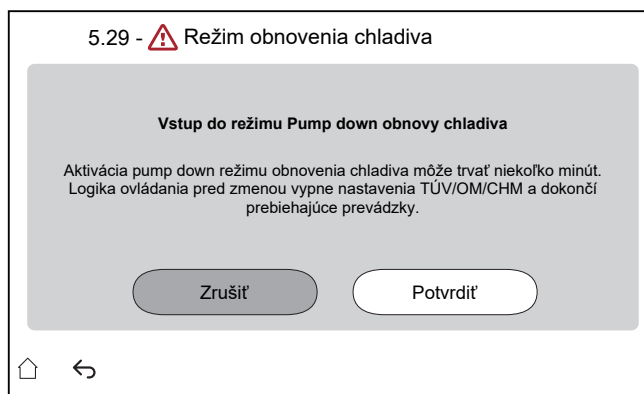 5.29 - Režim obnovenia chladiva
Vstup do režimu Pump down obnovy chladiva
Aktivácia pump down režimu obnovenia chladiva môže trvať niekoľko minút.
Logika ovládania pred zmenou vypne nastavenia TÚV/OM/CHM a dokončí
prebiehajúce prevádzky.
Zrušiť Potvrdiť